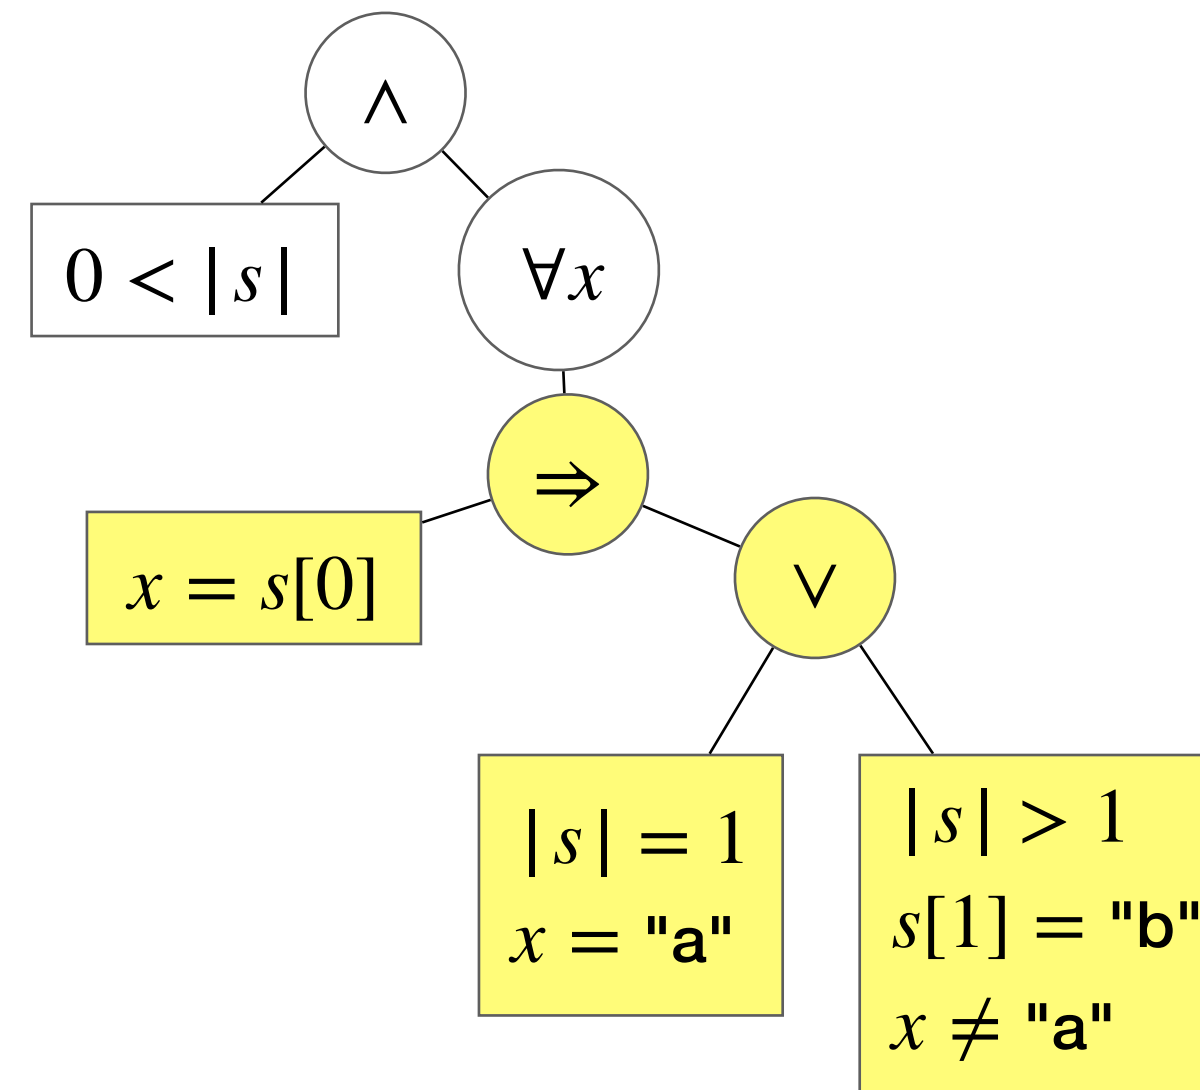 ∧
0 < |s|
∀x
⇒
x = s[0]
∨
|s| = 1
x = "a"
|s| > 1
s[1] = "b"
x ≠ "a"